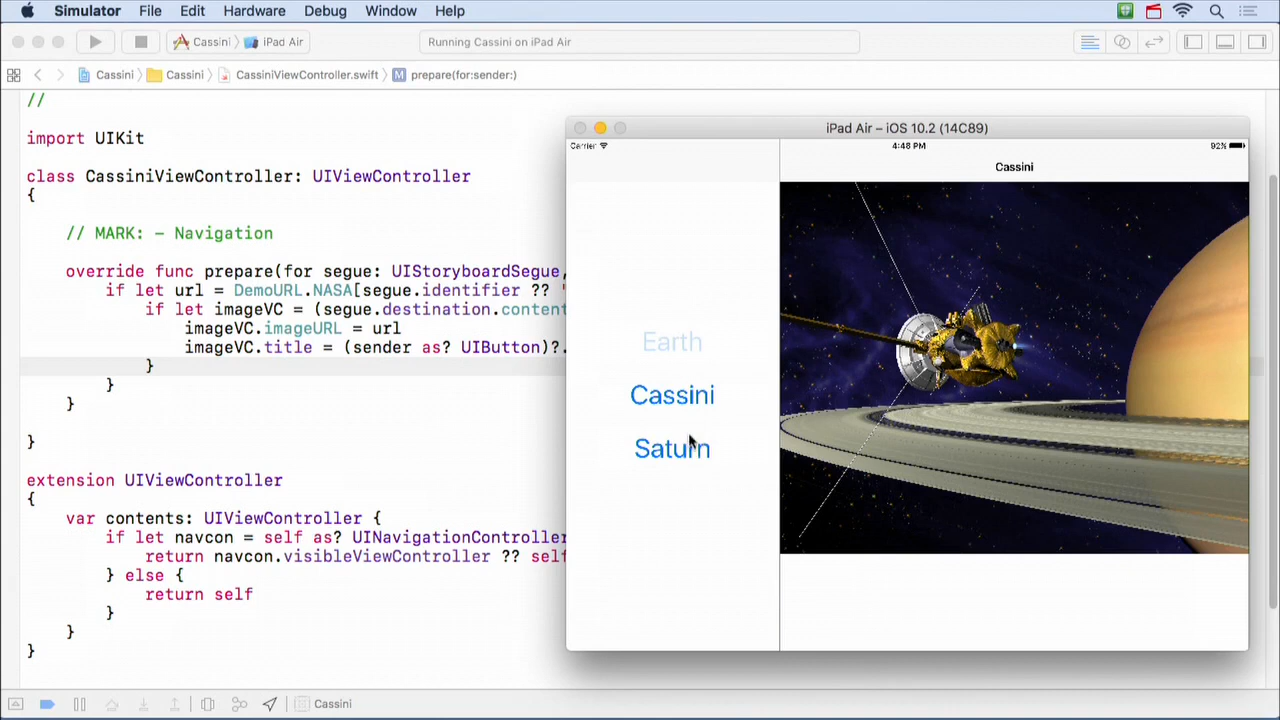 Simulator File Edit Hardware Debug Window Help
Cassini iPad Air
Running Cassini on iPad Air
Cassini Cassini CassiniViewController.swift M prepare(for:sender:)
//
import UIKit
class CassiniViewController: UIViewController
{
// MARK: - Navigation
override func prepare(for segue: UIStoryboardSegue,
if let url = DemoURL.NASA[segue.identifier ?? "
if let imageVC = (segue.destination.content
imageVC.imageURL = url
imageVC.title = (sender as? UIButton)?.
}
}
}
}
extension UIViewController
{
var contents: UIViewController {
if let navcon = self as? UINavigationController
return navcon.visibleViewController ?? self
} else {
return self
}
}
}
iPad Air – iOS 10.2 (14C89)
Carrier 4:48 PM 92%
Cassini
Earth
Cassini
Saturn
Cassini